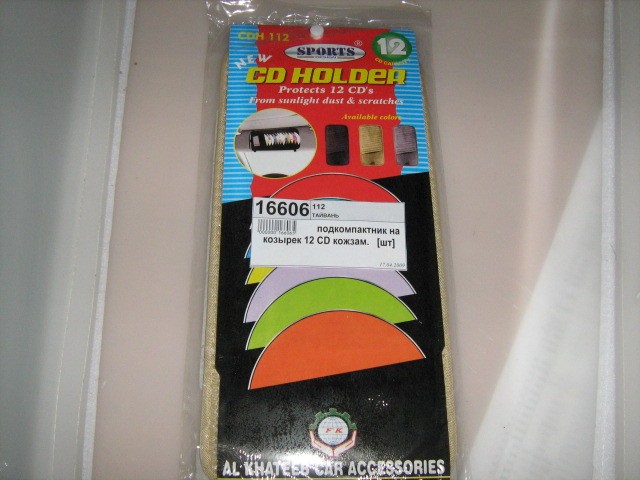 CDH 112
SPORTS
12
NEW
CD HOLDER
Protects 12 CD's
From sunlight dust & scratches
Available colors
16606
112
ТАЙВАНЬ
подкомпактник на
козырек 12 CD кожзам. [шт]
FK
AL KHATEEB CAR ACCESSORIES